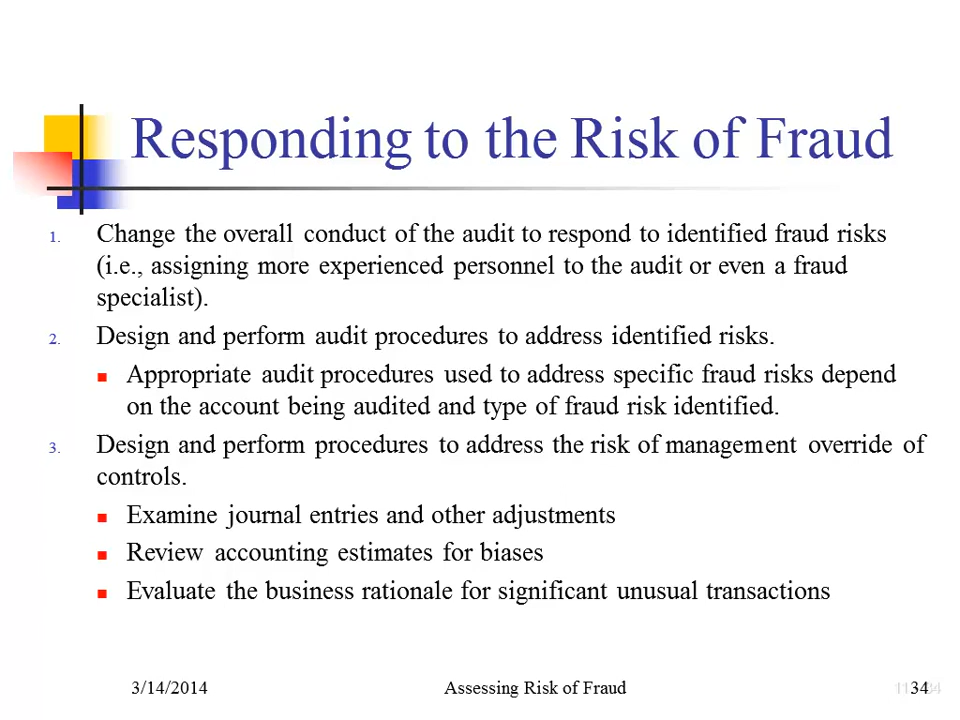 Responding to the Risk of Fraud
1. Change the overall conduct of the audit to respond to identified fraud risks
(i.e., assigning more experienced personnel to the audit or even a fraud
specialist).
2. Design and perform audit procedures to address identified risks.
Appropriate audit procedures used to address specific fraud risks depend
on the account being audited and type of fraud risk identified.
3. Design and perform procedures to address the risk of management override of
controls.
Examine journal entries and other adjustments
Review accounting estimates for biases
Evaluate the business rationale for significant unusual transactions
3/14/2014 Assessing Risk of Fraud 34